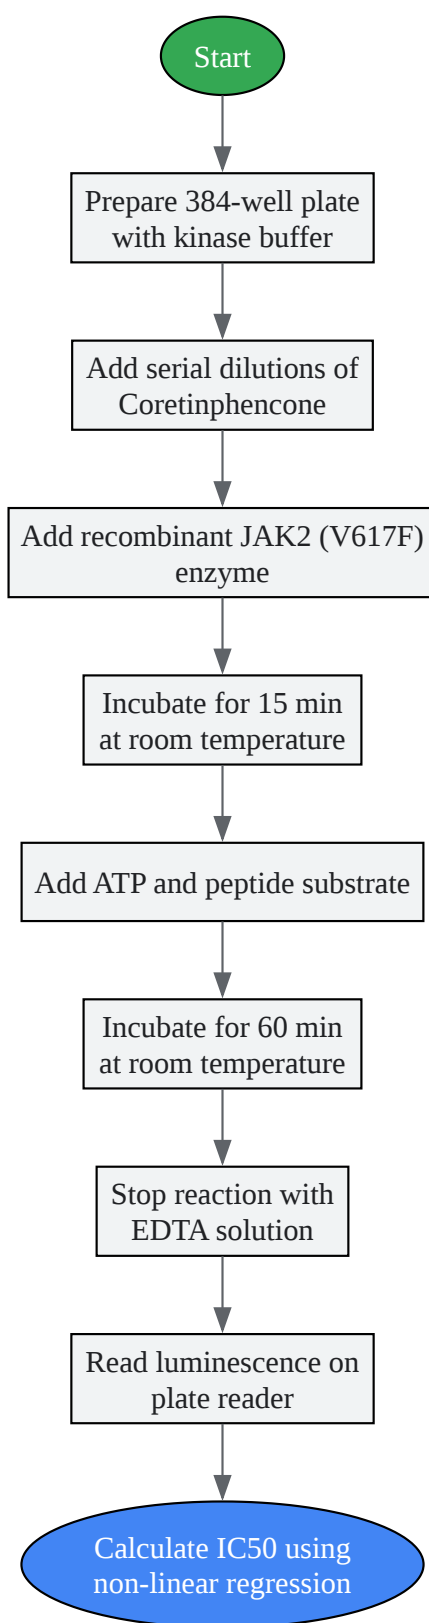 Start
Prepare 384-well plate
with kinase buffer
Add serial dilutions of
Coretinphencone
Add recombinant JAK2 (V617F)
enzyme
Incubate for 15 min
at room temperature
Add ATP and peptide substrate
Incubate for 60 min
at room temperature
Stop reaction with
EDTA solution
Read luminescence on
plate reader
Calculate IC50 using
non-linear regression